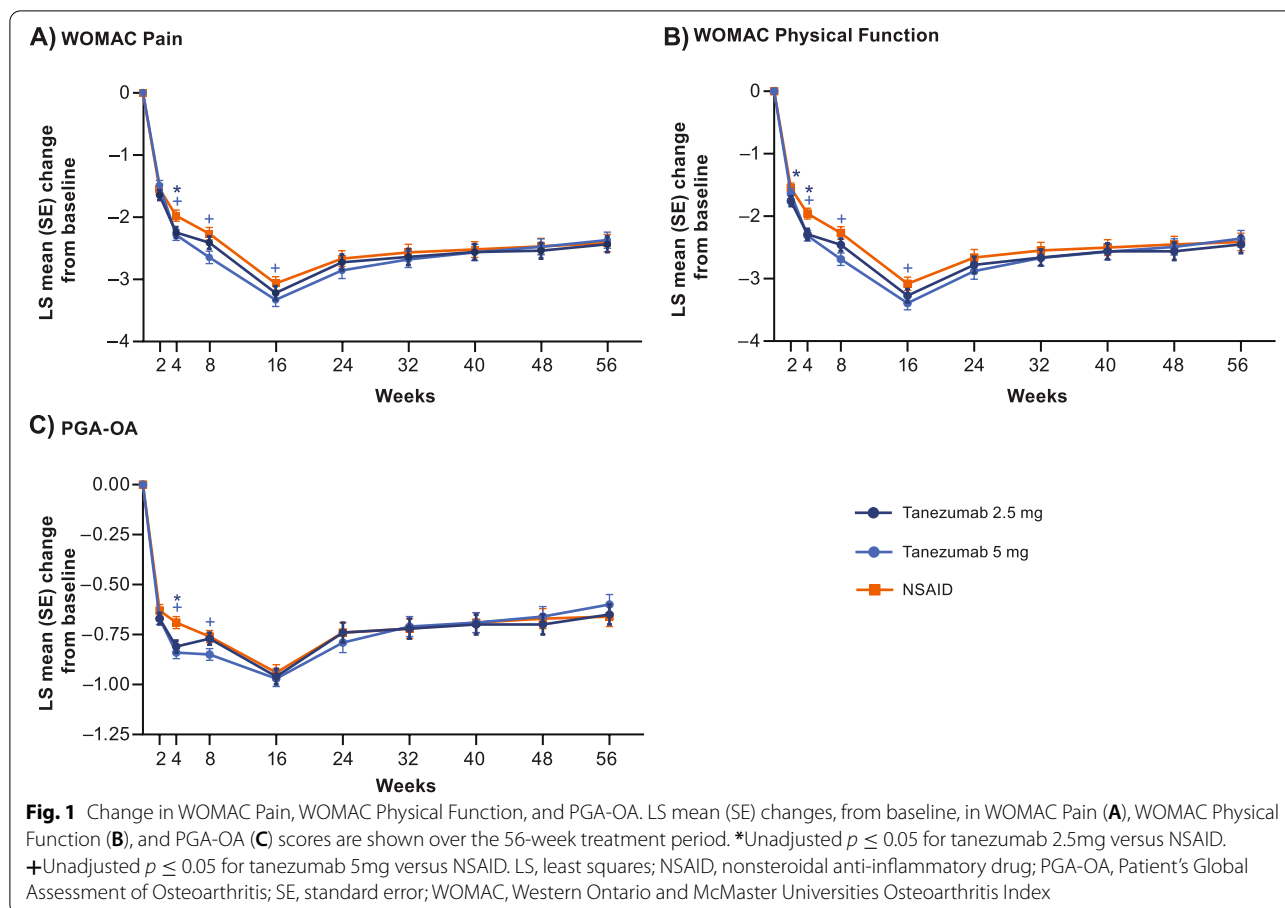 A) WOMAC Pain
LS mean (SE) change
from baseline
0
–1
–2
–3
–4
*
+
+
+
2 4 8 16 24 32 40 48 56
Weeks
B) WOMAC Physical Function
LS mean (SE) change
from baseline
0
–1
–2
–3
–4
*
*
+
+
+
2 4 8 16 24 32 40 48 56
Weeks
C) PGA-OA
LS mean (SE) change
from baseline
0.00
–0.25
–0.50
–0.75
–1.00
–1.25
*
+
+
2 4 8 16 24 32 40 48 56
Weeks
Tanezumab 2.5 mg
Tanezumab 5 mg
NSAID
Fig. 1 Change in WOMAC Pain, WOMAC Physical Function, and PGA-OA. LS mean (SE) changes, from baseline, in WOMAC Pain (A), WOMAC Physical
Function (B), and PGA-OA (C) scores are shown over the 56-week treatment period. *Unadjusted p ≤ 0.05 for tanezumab 2.5mg versus NSAID.
+Unadjusted p ≤ 0.05 for tanezumab 5mg versus NSAID. LS, least squares; NSAID, nonsteroidal anti-inflammatory drug; PGA-OA, Patient's Global
Assessment of Osteoarthritis; SE, standard error; WOMAC, Western Ontario and McMaster Universities Osteoarthritis Index